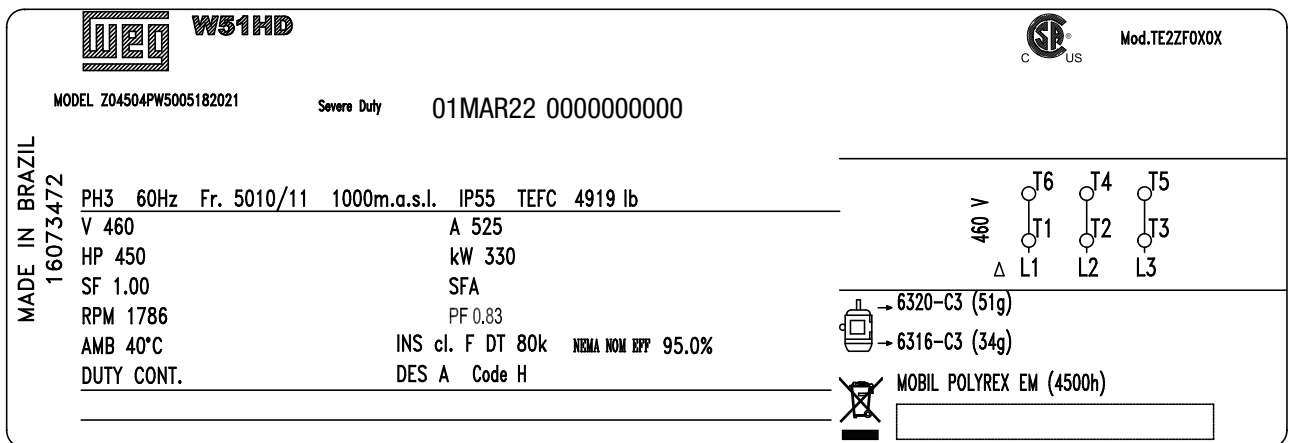 WEG W51HD
C SA ® US Mod.TE2ZF0X0X
MODEL Z04504PW5005182021 Severe Duty 01MAR22 0000000000
MADE IN BRAZIL
16073472
PH3 60Hz Fr. 5010/11 1000m.a.s.l. IP55 TEFC 4919 lb
V 460 A 525
HP 450 kW 330
SF 1.00 SFA
RPM 1786 PF 0.83
AMB 40°C INS cl. F DT 80k NEMA NOM EFF 95.0%
DUTY CONT. DES A Code H
460 V
T6 T4 T5
T1 T2 T3
Δ L1 L2 L3
→ 6320-C3 (51g)
→ 6316-C3 (34g)
MOBIL POLYREX EM (4500h)